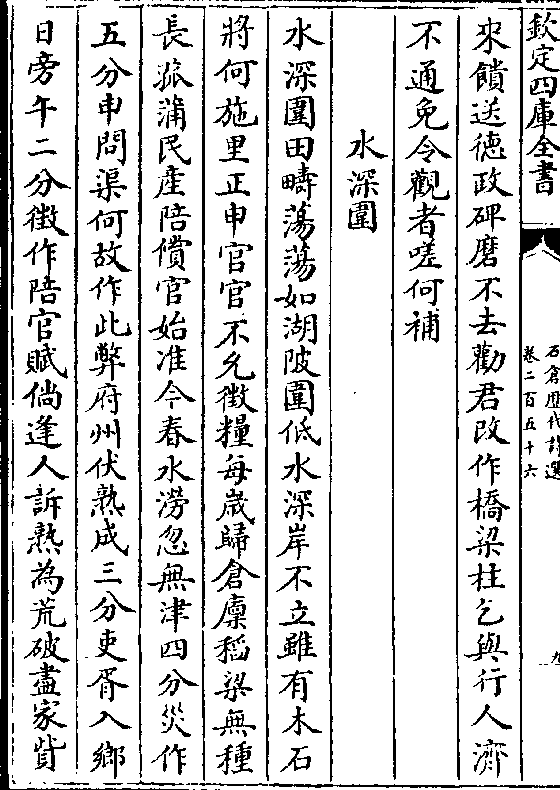 欽定四庫全書
石倉歷代詩選
卷二百五十六
九
來饋送德政碑磨不去勸君改作橋梁柱乞與行人濟
不通免令觀者嗟何補
水深圍
水深圍田疇蕩蕩如湖陂圍低水深岸不立雖有木石
將何施里正申官官不允徵糧每歲歸倉廪稻粱無種
長菰蒲民産陪償官始准今春水澇忽無津四分災作
五分申問渠何故作此弊府州伏熟成三分吏胥入鄉
日旁午二分徵作陪官賦倘逢人訴熟為荒破盡家貲